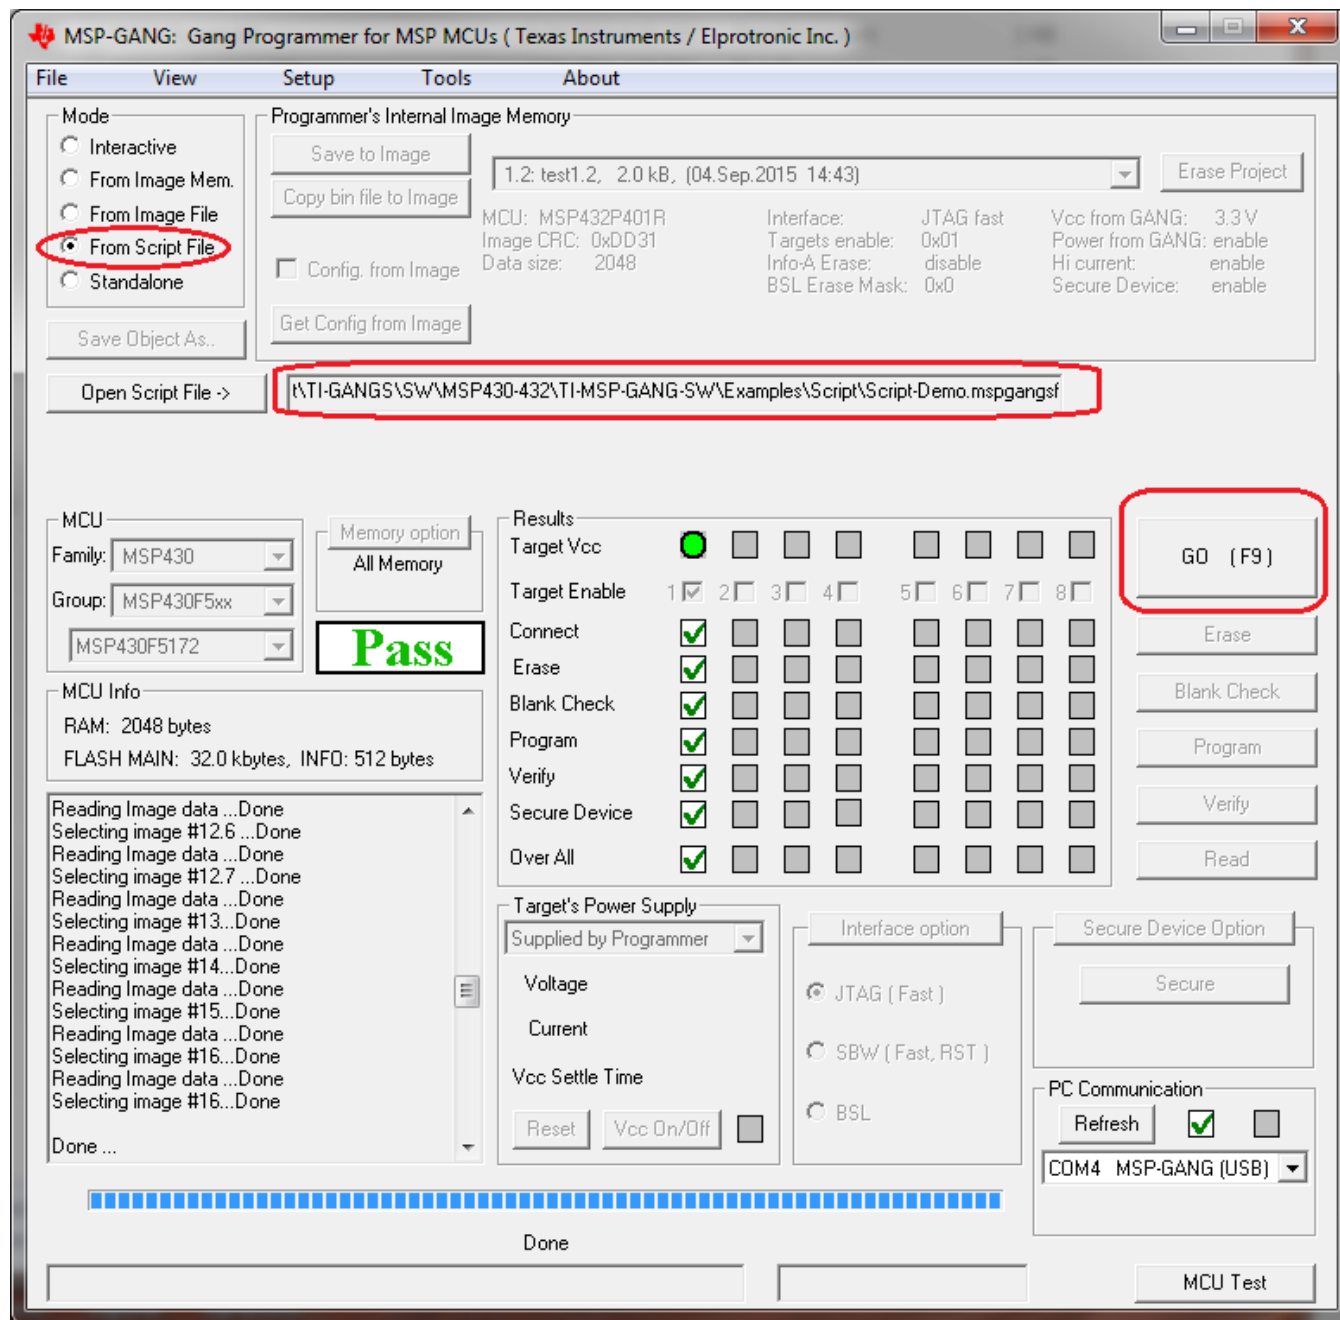 MSP-GANG: Gang Programmer for MSP MCUs ( Texas Instruments / Elprotronic Inc. )
File View Setup Tools About
Mode
Interactive
From Image Mem.
From Image File
From Script File
Standalone
Save Object As..
Programmer's Internal Image Memory
Save to Image
Copy bin file to Image
Config. from Image
Get Config from Image
1.2: test1.2, 2.0 kB, (04.Sep.2015 14:43)
Erase Project
MCU: MSP432P401R
Image CRC: 0xDD31
Data size: 2048
Interface: JTAG fast
Targets enable: 0x01
Info-A Erase: disable
BSL Erase Mask: 0x0
Vcc from GANG: 3.3 V
Power from GANG: enable
Hi current: enable
Secure Device: enable
Open Script File ->
t\TI-GANGS\SW\MSP430-432\TI-MSP-GANG-SW\Examples\Script\Script-Demo.mspgangsf
MCU
Family: MSP430
Group: MSP430F5xx
MSP430F5172
Memory option
All Memory
Pass
MCU Info
RAM: 2048 bytes
FLASH MAIN: 32.0 kbytes, INFO: 512 bytes
Reading Image data ...Done
Selecting image #12.6 ...Done
Reading Image data ...Done
Selecting image #12.7 ...Done
Reading Image data ...Done
Selecting image #13...Done
Reading Image data ...Done
Selecting image #14...Done
Reading Image data ...Done
Selecting image #15...Done
Reading Image data ...Done
Selecting image #16...Done
Reading Image data ...Done
Selecting image #16...Done
Done ...
Results
Target Vcc
Target Enable 1 2 3 4 5 6 7 8
Connect
Erase
Blank Check
Program
Verify
Secure Device
Over All
GO (F9)
Erase
Blank Check
Program
Verify
Read
Target's Power Supply
Supplied by Programmer
Voltage
Current
Vcc Settle Time
Reset Vcc On/Off
Interface option
JTAG ( Fast )
SBW ( Fast, RST )
BSL
Secure Device Option
Secure
PC Communication
Refresh
COM4 MSP-GANG (USB)
Done
MCU Test